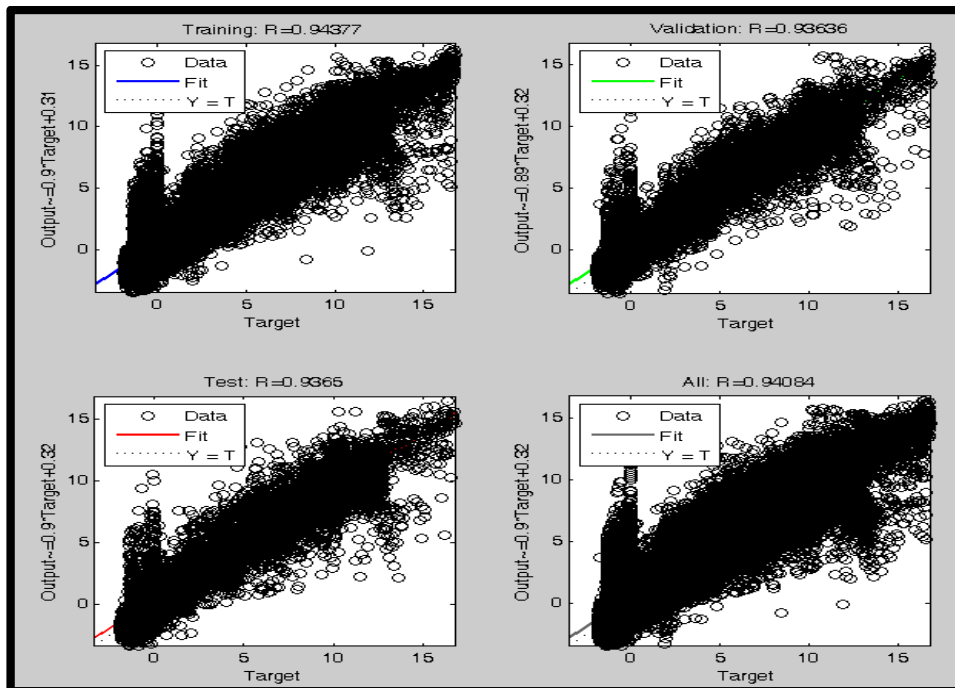 Training: R=0.94377
Output~=0.9*Target+0.31
15
10
5
0
Data
Fit
Y = T
0 5 10 15
Target
Validation: R=0.93636
Output~=0.89*Target+0.32
15
10
5
0
Data
Fit
Y = T
0 5 10 15
Target
Test: R=0.9365
Output~=0.9*Target+0.32
15
10
5
0
Data
Fit
Y = T
0 5 10 15
Target
All: R=0.94084
Output~=0.9*Target+0.32
15
10
5
0
Data
Fit
Y = T
0 5 10 15
Target